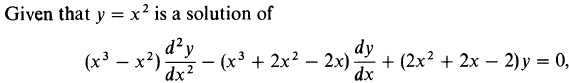 Given that y = x² is a solution of
(x³ − x²) d²y/dx² − (x³ + 2x² − 2x) dy/dx + (2x² + 2x − 2)y = 0,